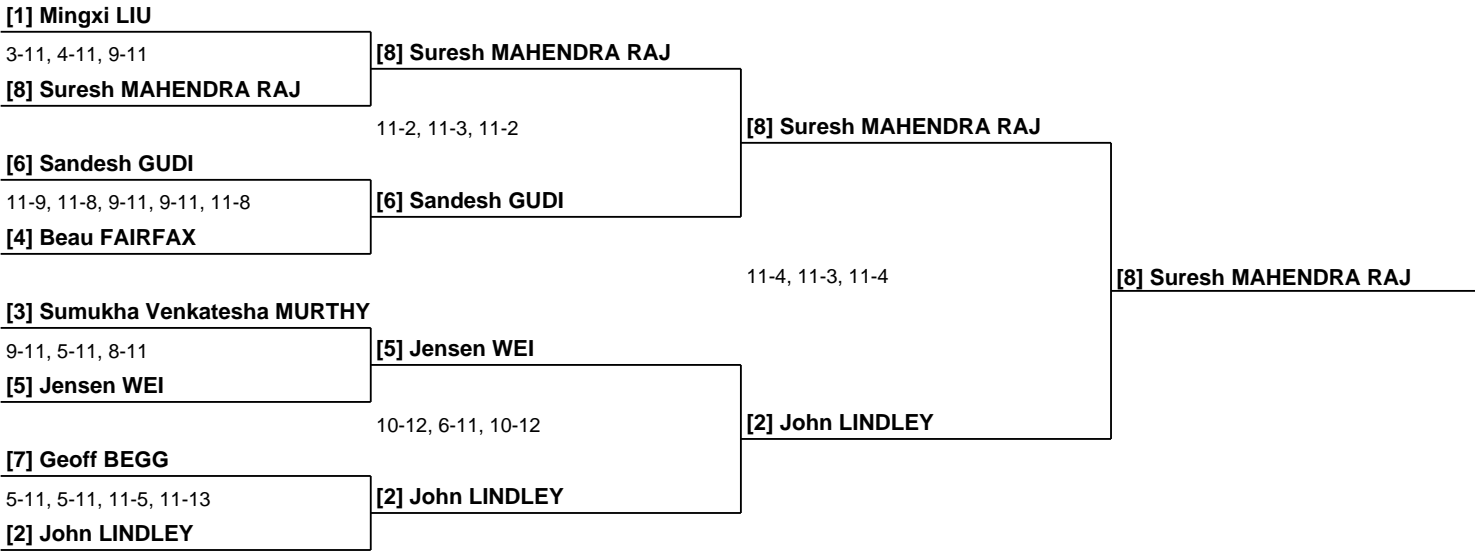 [1] Mingxi LIU
3-11, 4-11, 9-11
[8] Suresh MAHENDRA RAJ
[8] Suresh MAHENDRA RAJ
11-2, 11-3, 11-2
[8] Suresh MAHENDRA RAJ
[6] Sandesh GUDI
11-9, 11-8, 9-11, 9-11, 11-8
[6] Sandesh GUDI
[4] Beau FAIRFAX
11-4, 11-3, 11-4
[8] Suresh MAHENDRA RAJ
[3] Sumukha Venkatesha MURTHY
9-11, 5-11, 8-11
[5] Jensen WEI
[5] Jensen WEI
10-12, 6-11, 10-12
[2] John LINDLEY
[7] Geoff BEGG
5-11, 5-11, 11-5, 11-13
[2] John LINDLEY
[2] John LINDLEY